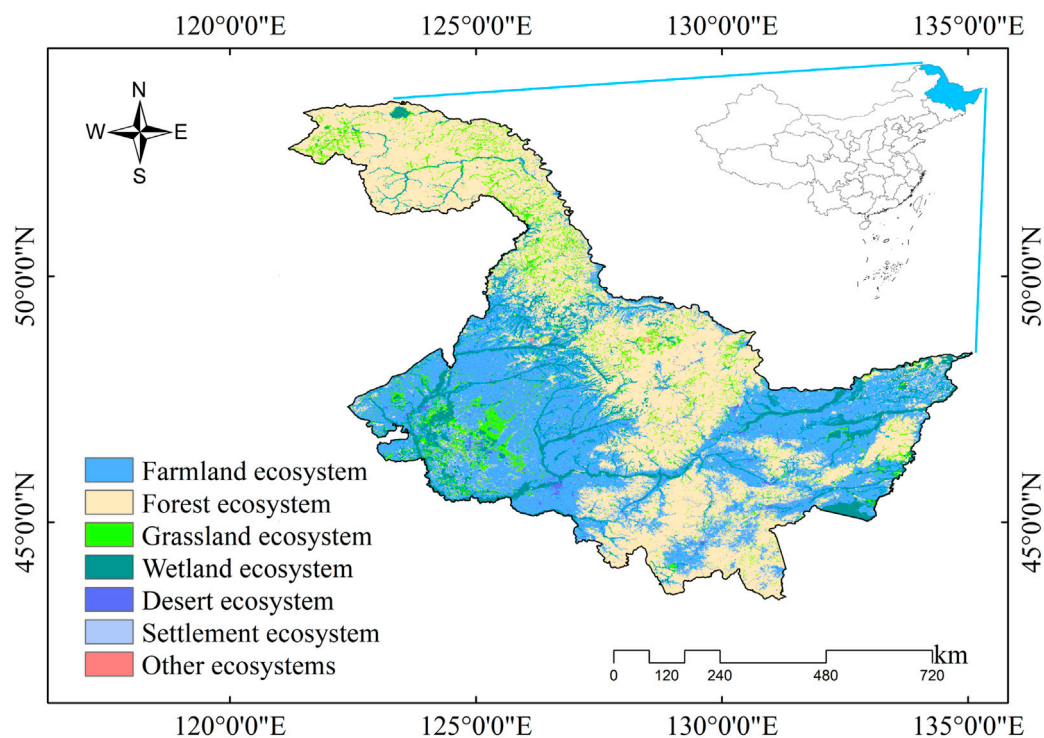 120°0'0"E 125°0'0"E 130°0'0"E 135°0'0"E
N
W E
S
50°0'0"N
50°0'0"N
45°0'0"N
45°0'0"N
Farmland ecosystem
Forest ecosystem
Grassland ecosystem
Wetland ecosystem
Desert ecosystem
Settlement ecosystem
Other ecosystems
km
0 120 240 480 720
120°0'0"E 125°0'0"E 130°0'0"E 135°0'0"E